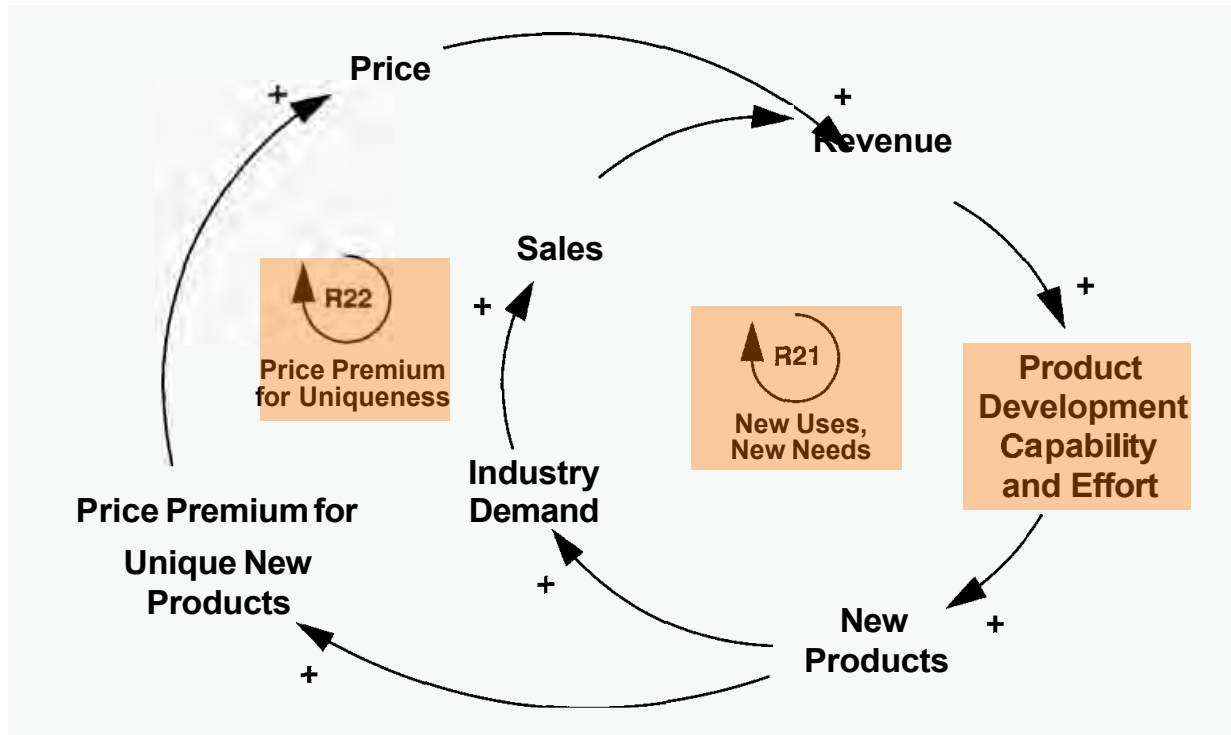 Price
+
+
Revenue
Sales
+
+
R22
Price Premium
for Uniqueness
R21
New Uses,
New Needs
Product
Development
Capability
and Effort
Industry
Demand
Price Premium for
Unique New
Products
+
New
Products
+
+